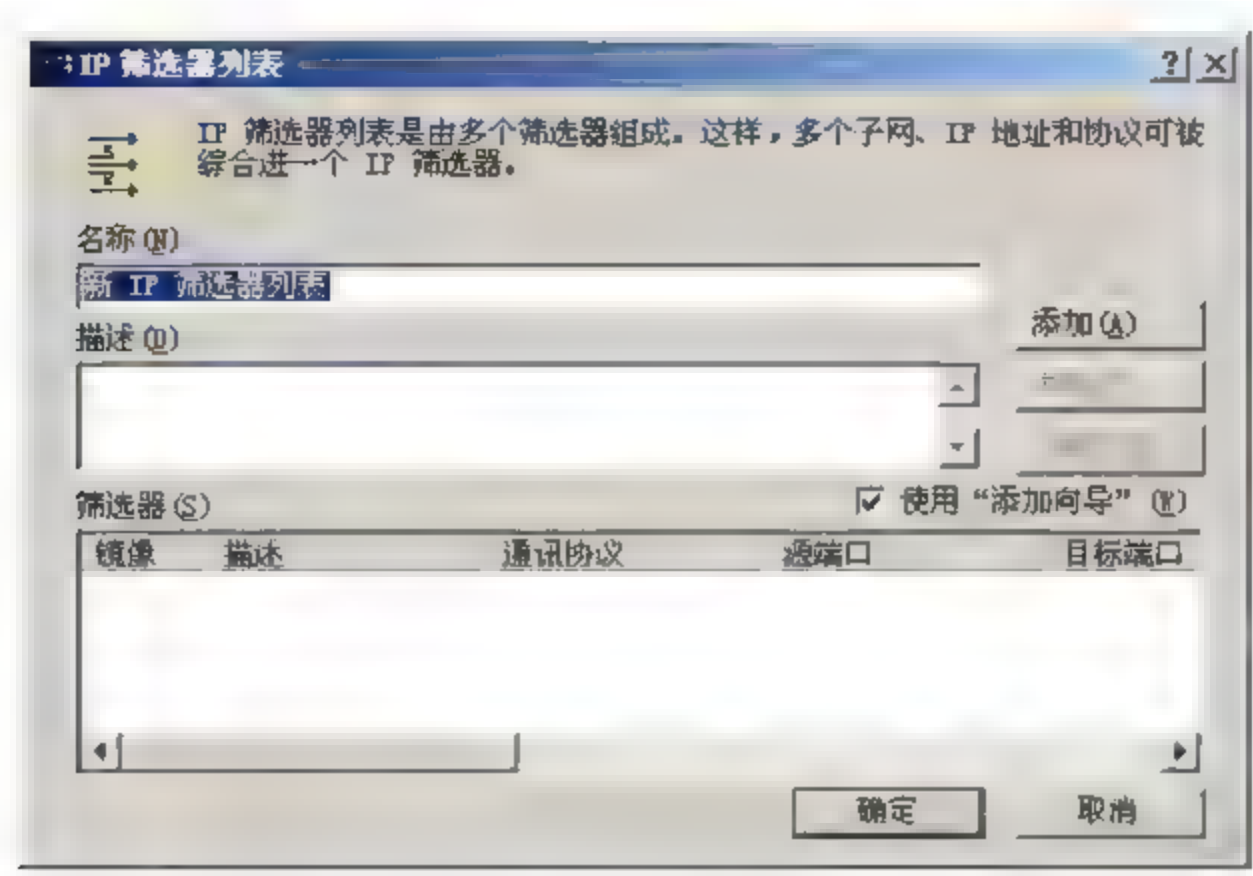 IP 筛选器列表
IP 筛选器列表是由多个筛选器组成。这样，多个子网、IP 地址和协议可被
综合进一个 IP 筛选器。
名称(N)
新 IP 筛选器列表
添加(A)
描述(D)
筛选器(S)
使用“添加向导”(W)
镜像 描述 通讯协议 源端口 目标端口
确定 取消